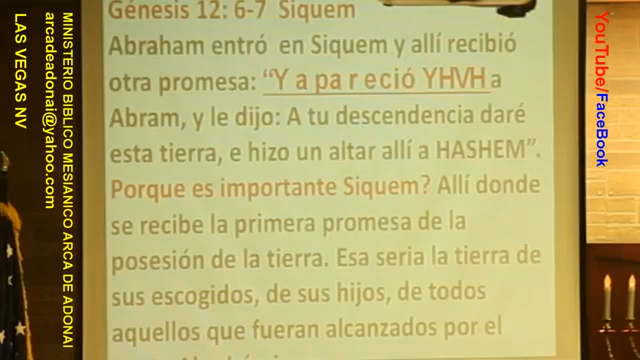 Génesis 12: 6-7 Siquem
Abraham entró en Siquem y allí recibió
otra promesa: “Y a pa r e ció YHVH a
Abram, y le dijo: A tu descendencia daré
esta tierra, e hizo un altar allí a HASHEM”.
Porque es importante Siquem? Allí donde
se recibe la primera promesa de la
posesión de la tierra. Esa seria la tierra de
sus escogidos, de sus hijos, de todos
aquellos que fueran alcanzados por el
MINISTERIO BIBLICO MESIANICO ARCA DE ADONAI
arcadeadonai@yahoo.com
LAS VEGAS NV
YouTube/FaceBook